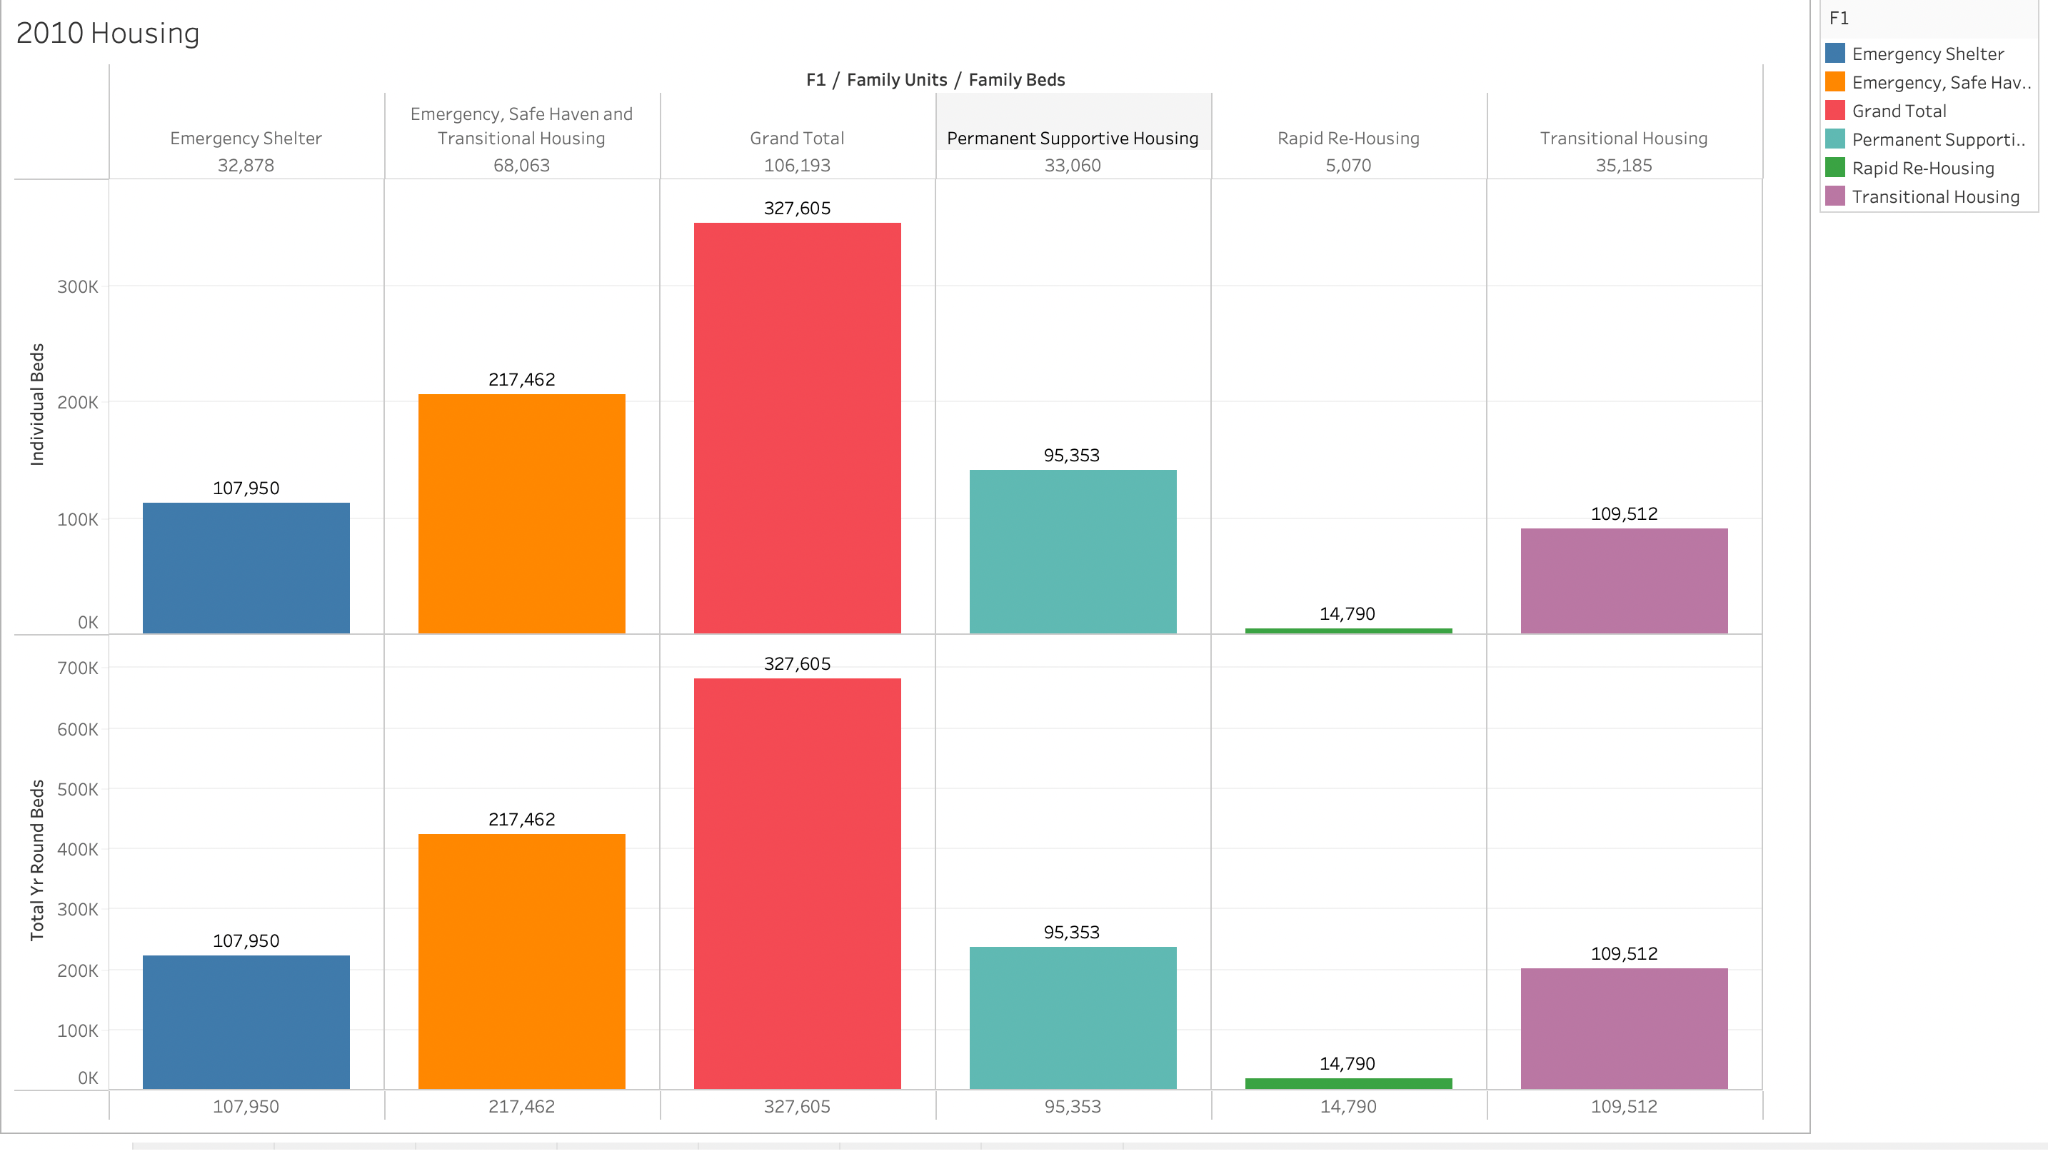 2010 Housing
F1 / Family Units / Family Beds
Emergency Shelter
Emergency, Safe Haven and
Transitional Housing
Grand Total
Permanent Supportive Housing
Rapid Re-Housing
Transitional Housing
32,878
68,063
106,193
33,060
5,070
35,185
Individual Beds
300K
200K
100K
0K
107,950
217,462
327,605
95,353
14,790
109,512
Total Yr Round Beds
700K
600K
500K
400K
300K
200K
100K
0K
107,950
217,462
327,605
95,353
14,790
109,512
107,950
217,462
327,605
95,353
14,790
109,512
F1
Emergency Shelter
Emergency, Safe Hav..
Grand Total
Permanent Supporti..
Rapid Re-Housing
Transitional Housing